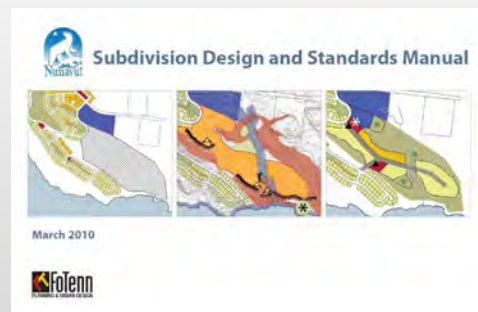 Nunavut
Subdivision Design and Standards Manual
March 2010
FoTenn
PLANNING & URBAN DESIGN